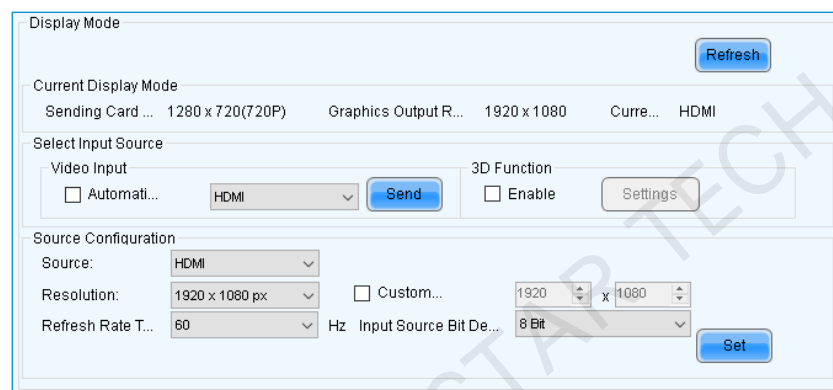 Display Mode
Refresh
Current Display Mode
Sending Card ... 1280 x 720(720P) Graphics Output R... 1920 x 1080 Curre... HDMI
Select Input Source
Video Input 3D Function
Automati... HDMI Send Enable Settings
Source Configuration
Source: HDMI
Resolution: 1920 x 1080 px Custom... 1920 x 1080
Refresh Rate T... 60 Hz Input Source Bit De... 8 Bit
Set
STAR TECH